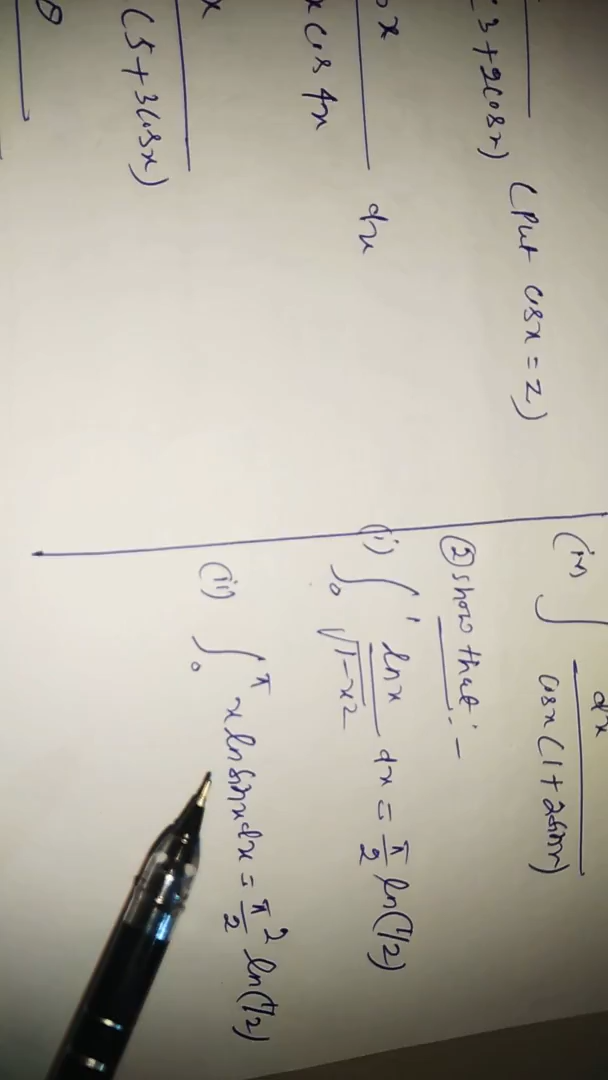 3+2cosx) (Put cosx = z)
x
x cos 4x dx
x
(5+3cosx)
θ
(iv) ∫ dx / cosx(1+2sinx)
② show that :-
(i) ∫₀¹ lnx / √1-x² dx = π/2 ln(1/2)
(ii) ∫₀^π x ln sinx dx = π²/2 ln(1/2)